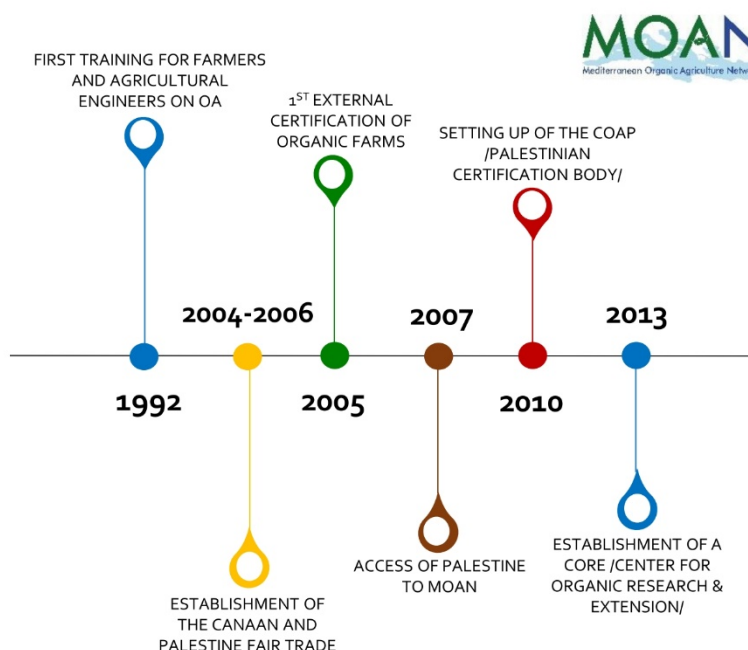 MOAN
Mediterranean Organic Agriculture Netw
FIRST TRAINING FOR FARMERS
AND AGRICULTURAL
ENGINEERS ON OA
1ST EXTERNAL
CERTIFICATION OF
ORGANIC FARMS
SETTING UP OF THE COAP
/PALESTINIAN
CERTIFICATION BODY/
2004-2006
2007
2013
1992
2005
2010
ESTABLISHMENT OF
THE CANAAN AND
PALESTINE FAIR TRADE
ACCESS OF PALESTINE
TO MOAN
ESTABLISHMENT OF A
CORE /CENTER FOR
ORGANIC RESEARCH &
EXTENSION/